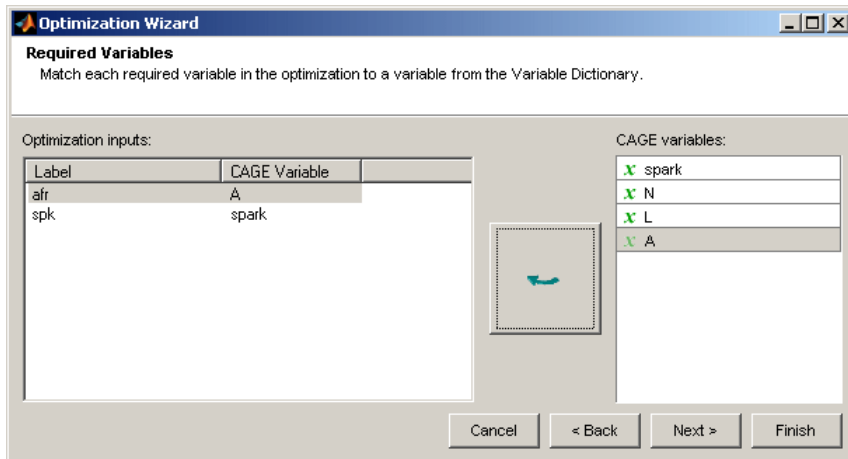 Optimization Wizard
Required Variables
Match each required variable in the optimization to a variable from the Variable Dictionary.
Optimization inputs:
Label CAGE Variable
afr A
spk spark
CAGE variables:
x spark
x N
x L
x A
Cancel < Back Next > Finish